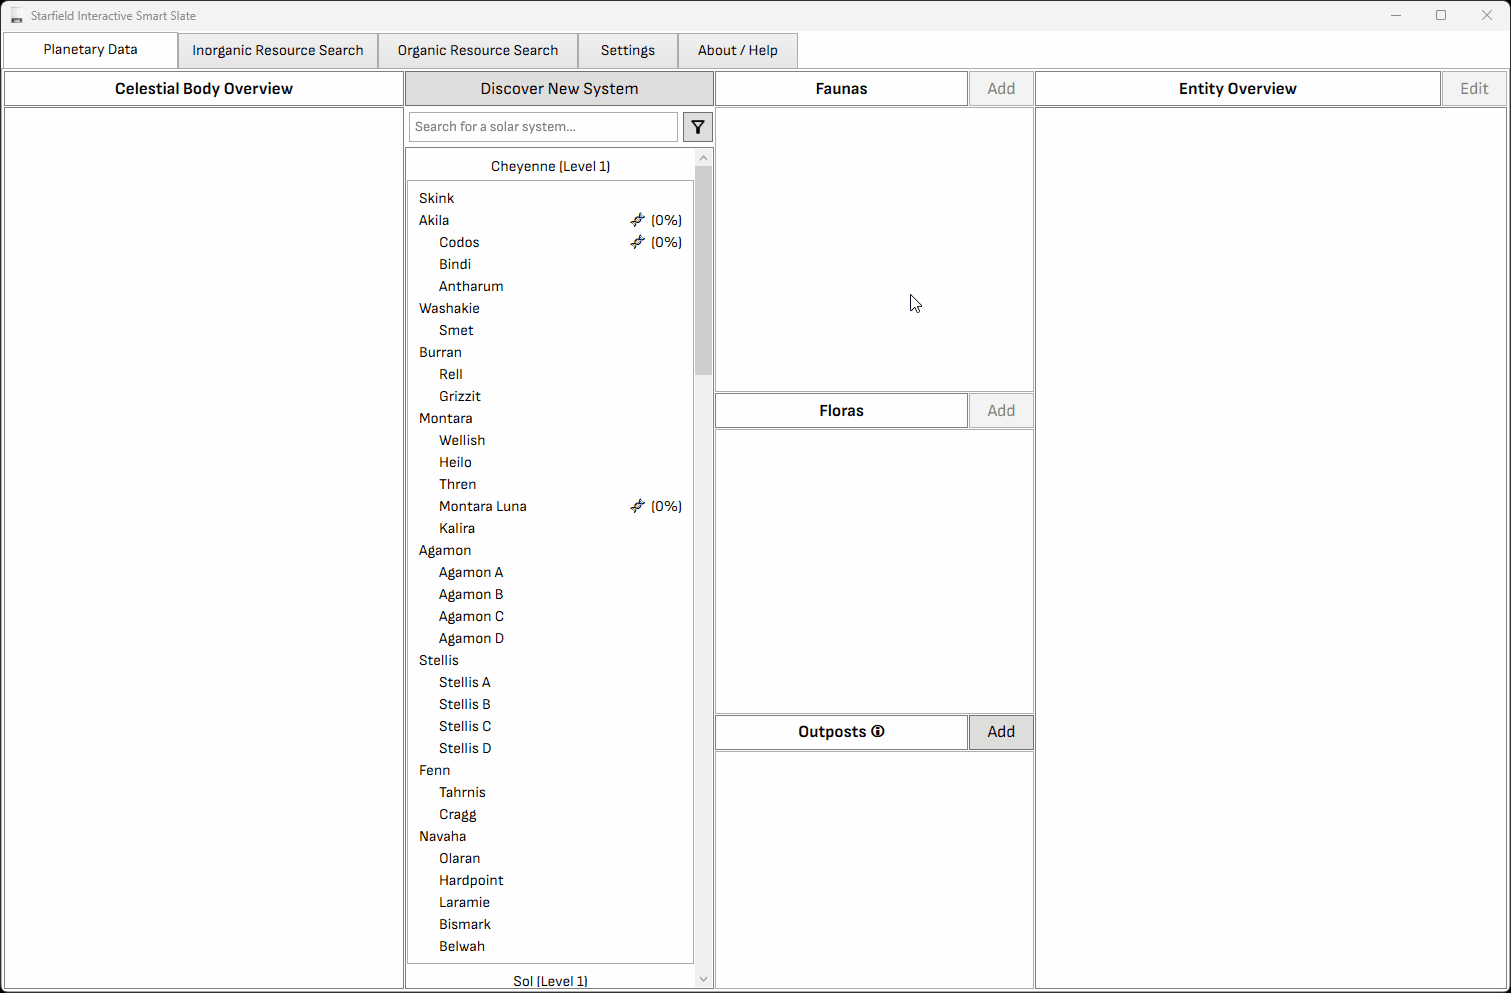 Starfield Interactive Smart Slate
Planetary Data
Inorganic Resource Search
Organic Resource Search
Settings
About / Help
Celestial Body Overview
Discover New System
Search for a solar system...
Cheyenne (Level 1)
Skink
Akila (0%)
Codos (0%)
Bindi
Antharum
Washakie
Smet
Burran
Rell
Grizzit
Montara
Wellish
Heilo
Thren
Montara Luna (0%)
Kalira
Agamon
Agamon A
Agamon B
Agamon C
Agamon D
Stellis
Stellis A
Stellis B
Stellis C
Stellis D
Fenn
Tahrnis
Cragg
Navaha
Olaran
Hardpoint
Laramie
Bismark
Belwah
Sol (Level 1)
Faunas
Add
Floras
Add
Outposts
Add
Entity Overview
Edit